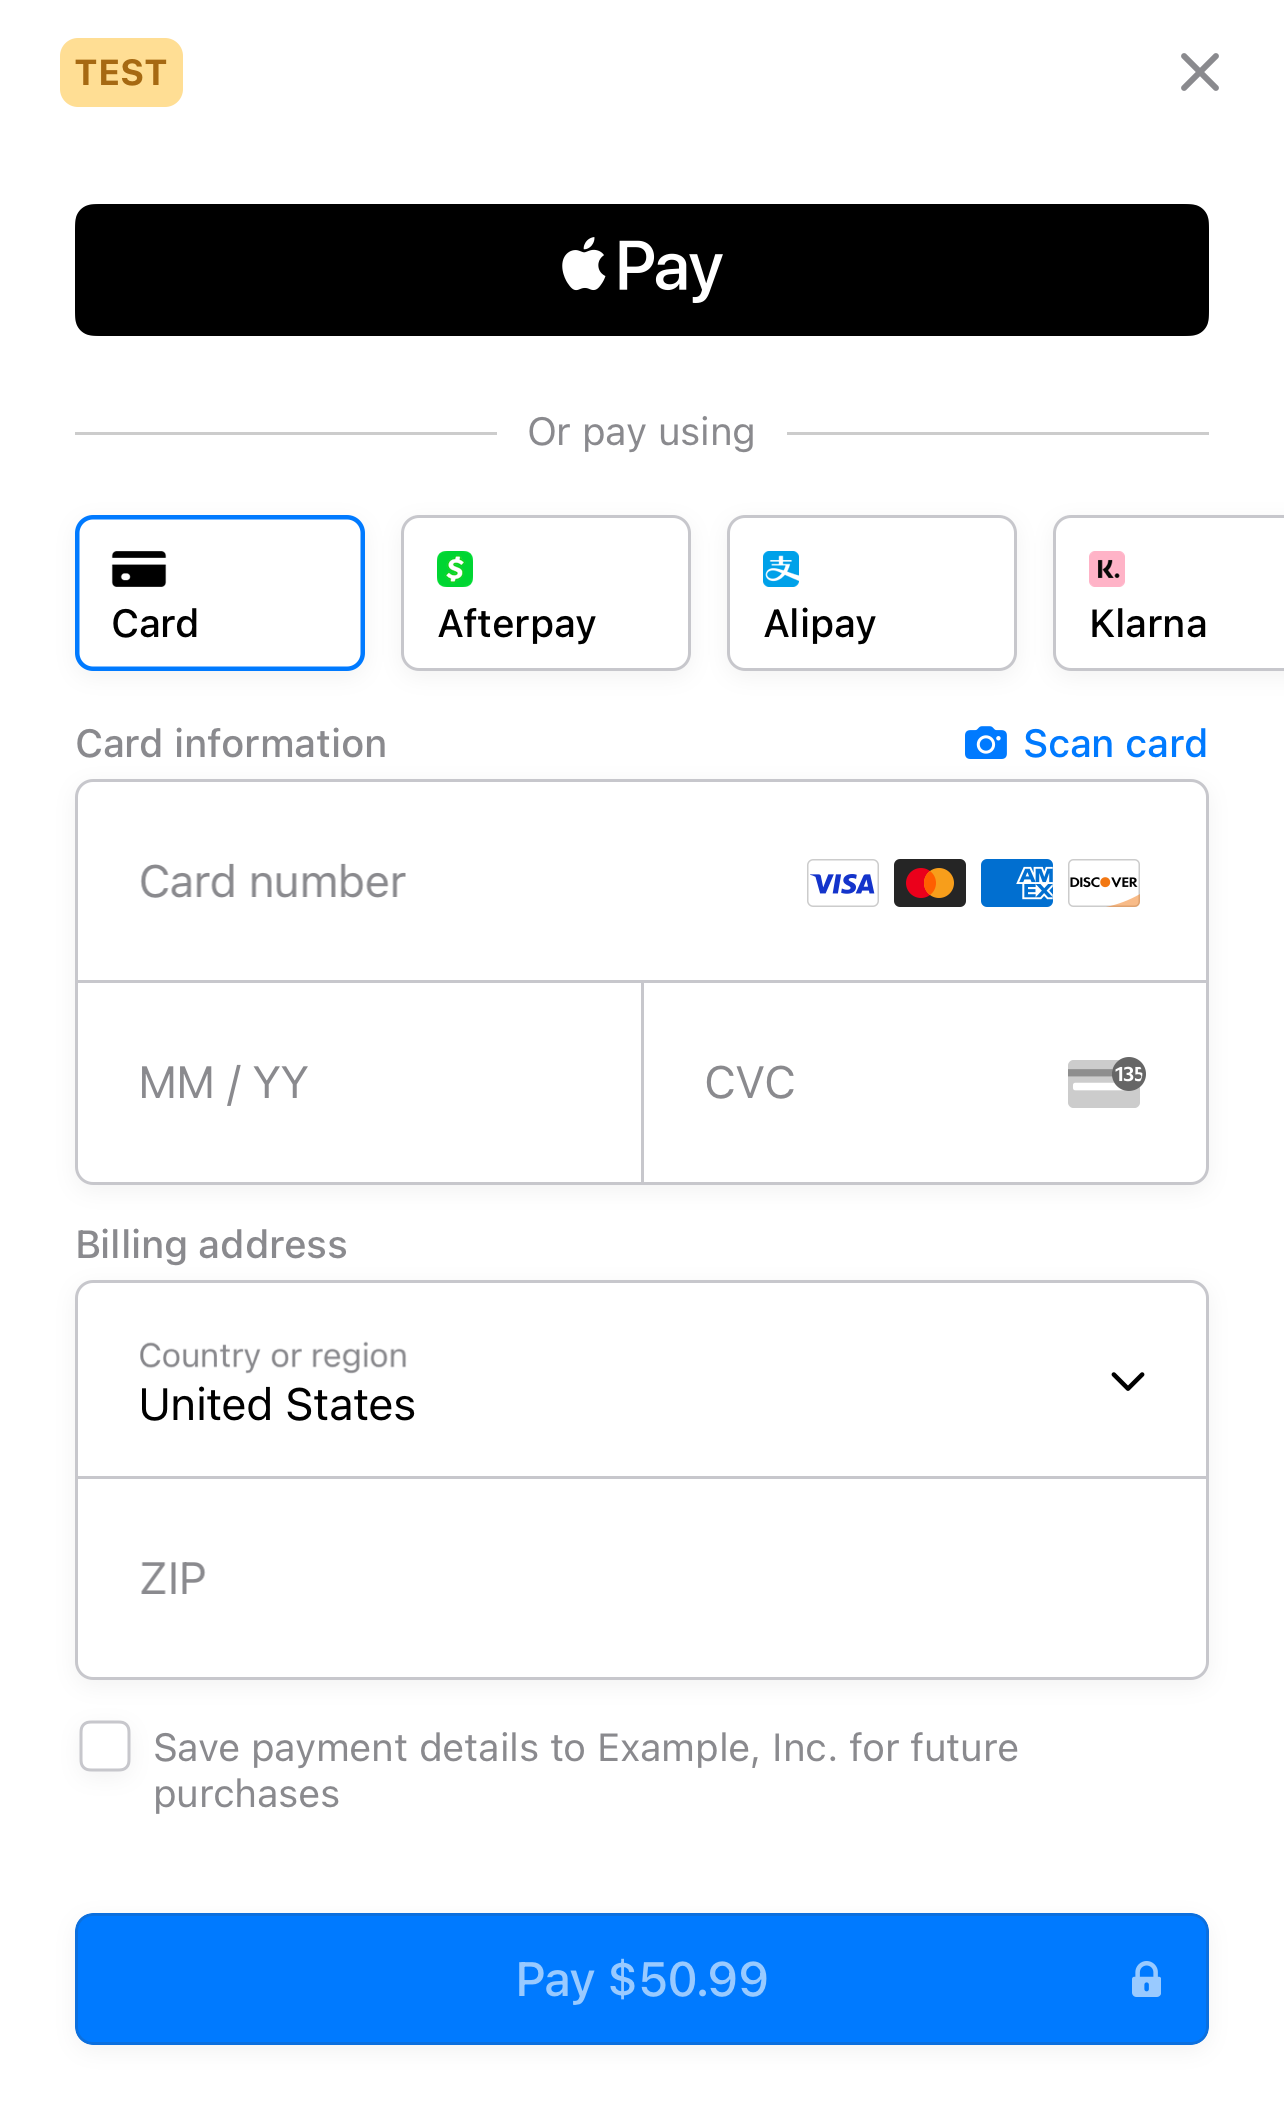 TEST
Pay
Or pay using
Card
Afterpay
支
Alipay
K.
Klarna
Card information
Scan card
Card number
VISA
AM
EX
DISCOVER
MM / YY
CVC
135
Billing address
Country or region
United States
ZIP
Save payment details to Example, Inc. for future
purchases
Pay $50.99